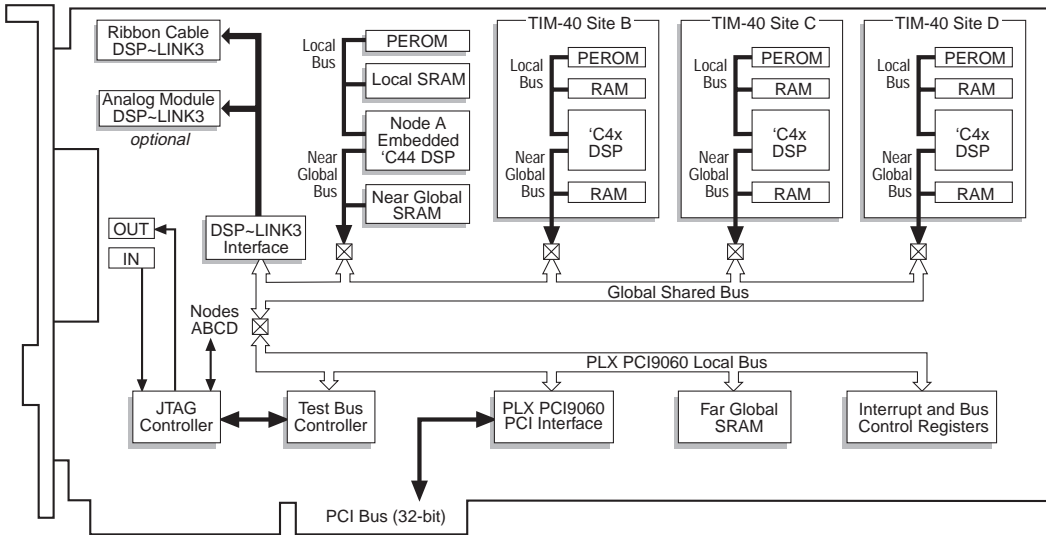 Ribbon Cable
DSP~LINK3
Analog Module
DSP~LINK3
optional
DSP~LINK3
Interface
OUT
IN
Local
Bus
PEROM
Local SRAM
Node A
Embedded
'C44 DSP
Near
Global
Bus
Near Global
SRAM
TIM-40 Site B
Local
Bus
PEROM
RAM
'C4x
DSP
Near
Global
Bus
RAM
TIM-40 Site C
Local
Bus
PEROM
RAM
'C4x
DSP
Near
Global
Bus
RAM
TIM-40 Site D
Local
Bus
PEROM
RAM
'C4x
DSP
Near
Global
Bus
RAM
Global Shared Bus
Nodes
ABCD
PLX PCI9060 Local Bus
JTAG
Controller
Test Bus
Controller
PLX PCI9060
PCI Interface
Far Global
SRAM
Interrupt and Bus
Control Registers
PCI Bus (32-bit)